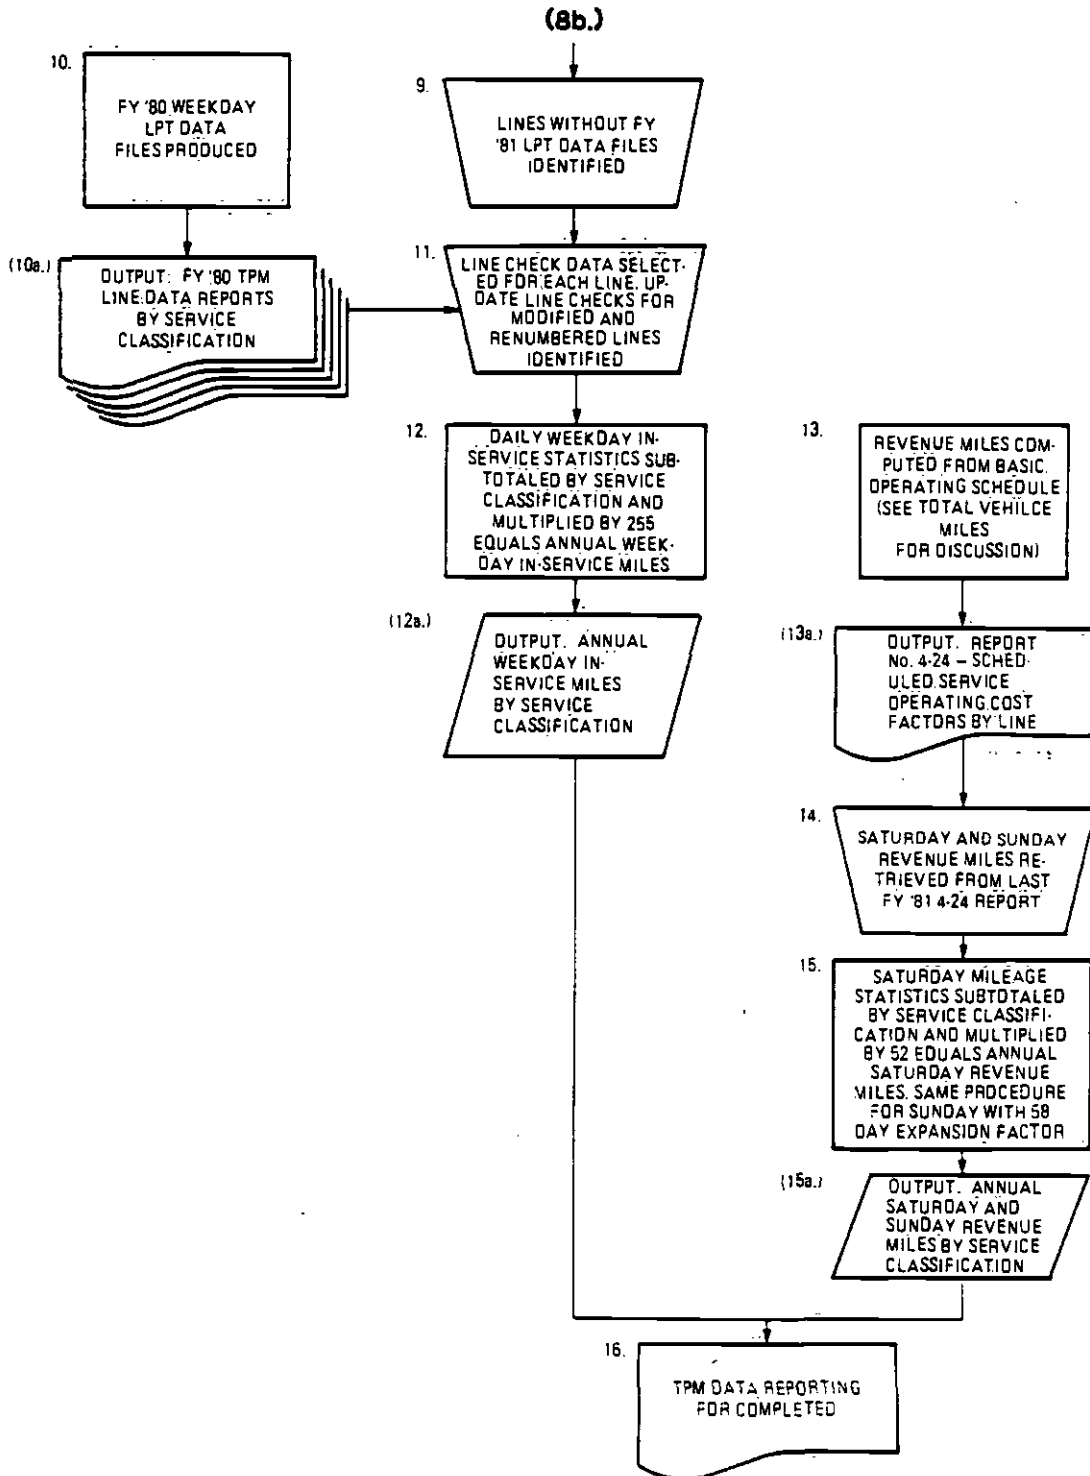 (8b.)
10.
FY '80 WEEKDAY
LPT DATA
FILES PRODUCED
9.
LINES WITHOUT FY
'81 LPT DATA FILES
IDENTIFIED
(10a.)
OUTPUT: FY '80 TPM
LINE DATA REPORTS
BY SERVICE
CLASSIFICATION
11.
LINE CHECK DATA SELECT-
ED FOR EACH LINE. UP-
DATE LINE CHECKS FOR
MODIFIED AND
RENUMBERED LINES
IDENTIFIED
12.
DAILY WEEKDAY IN-
SERVICE STATISTICS SUB-
TOTALED BY SERVICE
CLASSIFICATION AND
MULTIPLIED BY 255
EQUALS ANNUAL WEEK-
DAY IN-SERVICE MILES
13.
REVENUE MILES COM-
PUTED FROM BASIC
OPERATING SCHEDULE
(SEE TOTAL VEHILCE
MILES
FOR DISCUSSION)
(12a.)
OUTPUT. ANNUAL
WEEKDAY IN-
SERVICE MILES
BY SERVICE
CLASSIFICATION
(13a.)
OUTPUT. REPORT
No. 4-24 – SCHED-
ULED SERVICE
OPERATING COST
FACTORS BY LINE
14.
SATURDAY AND SUNDAY
REVENUE MILES RE-
TRIEVED FROM LAST
FY '81 4-24 REPORT
15.
SATURDAY MILEAGE
STATISTICS SUBTOTALED
BY SERVICE CLASSIFI-
CATION AND MULTIPLIED
BY 52 EQUALS ANNUAL
SATURDAY REVENUE
MILES. SAME PROCEDURE
FOR SUNDAY WITH 58
DAY EXPANSION FACTOR
(15a.)
OUTPUT. ANNUAL
SATURDAY AND
SUNDAY REVENUE
MILES BY SERVICE
CLASSIFICATION
16.
TPM DATA REPORTING
FOR COMPLETED